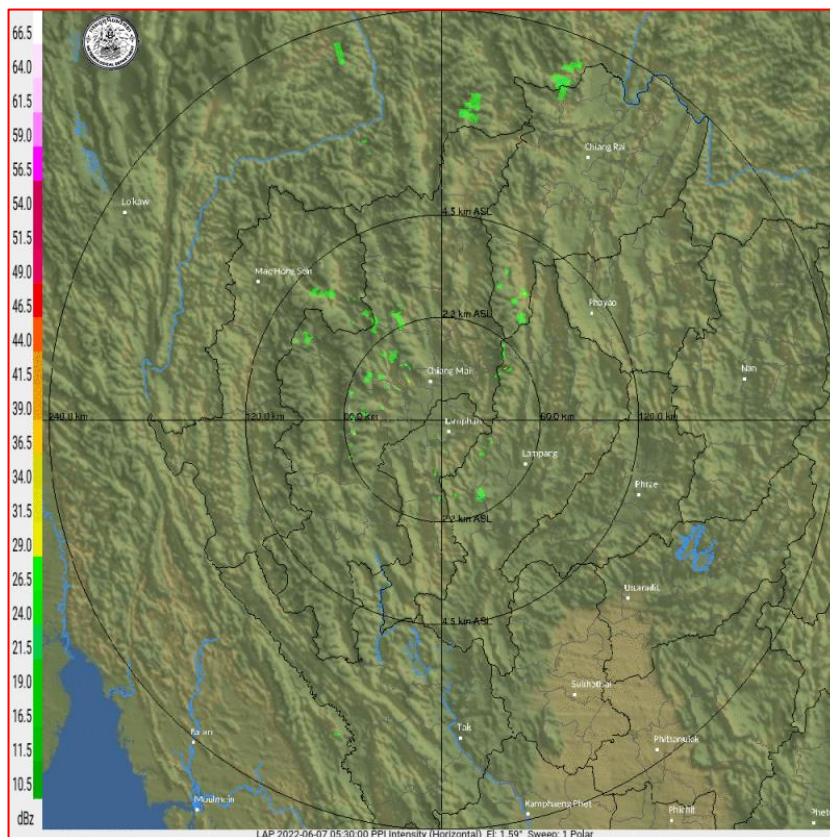 66.5
64.0
61.5
59.0
56.5
54.0
51.5
49.0
46.5
44.0
41.5
39.0
36.5
34.0
31.5
29.0
26.5
24.0
21.5
19.0
16.5
11.5
10.5
dBz
Chiang Rai
Loikaw
4.5 km ASL
Mae Hong Son
Phayao
2.2 km ASL
Chiang Mai
Nan
240.0 km
120.0 km
60.0 km
120.0 km
Lamphun
Lampang
Phrae
2.2 km ASL
Uttaradit
4.5 km ASL
Sukhothai
Tak
Phitsanulok
Moulmein
Kamphaeng Phet
Phichit
Phet
LAP 2022-06-07 05:30:00 PPI Intensity (Horizontal) El: 1.59° Sweep: 1 Polar